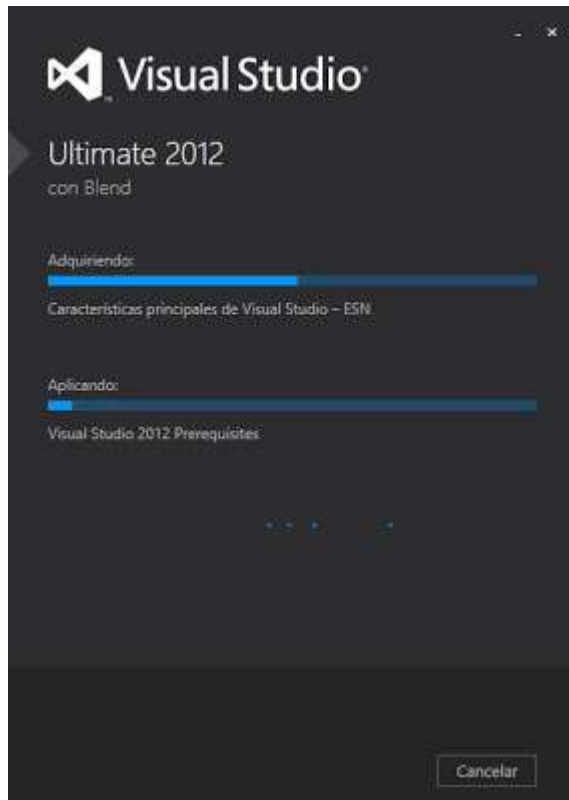 Visual Studio
Ultimate 2012
con Blend
Adquiriendo:
Características principales de Visual Studio – ESN
Aplicando:
Visual Studio 2012 Prerequisites
Cancelar